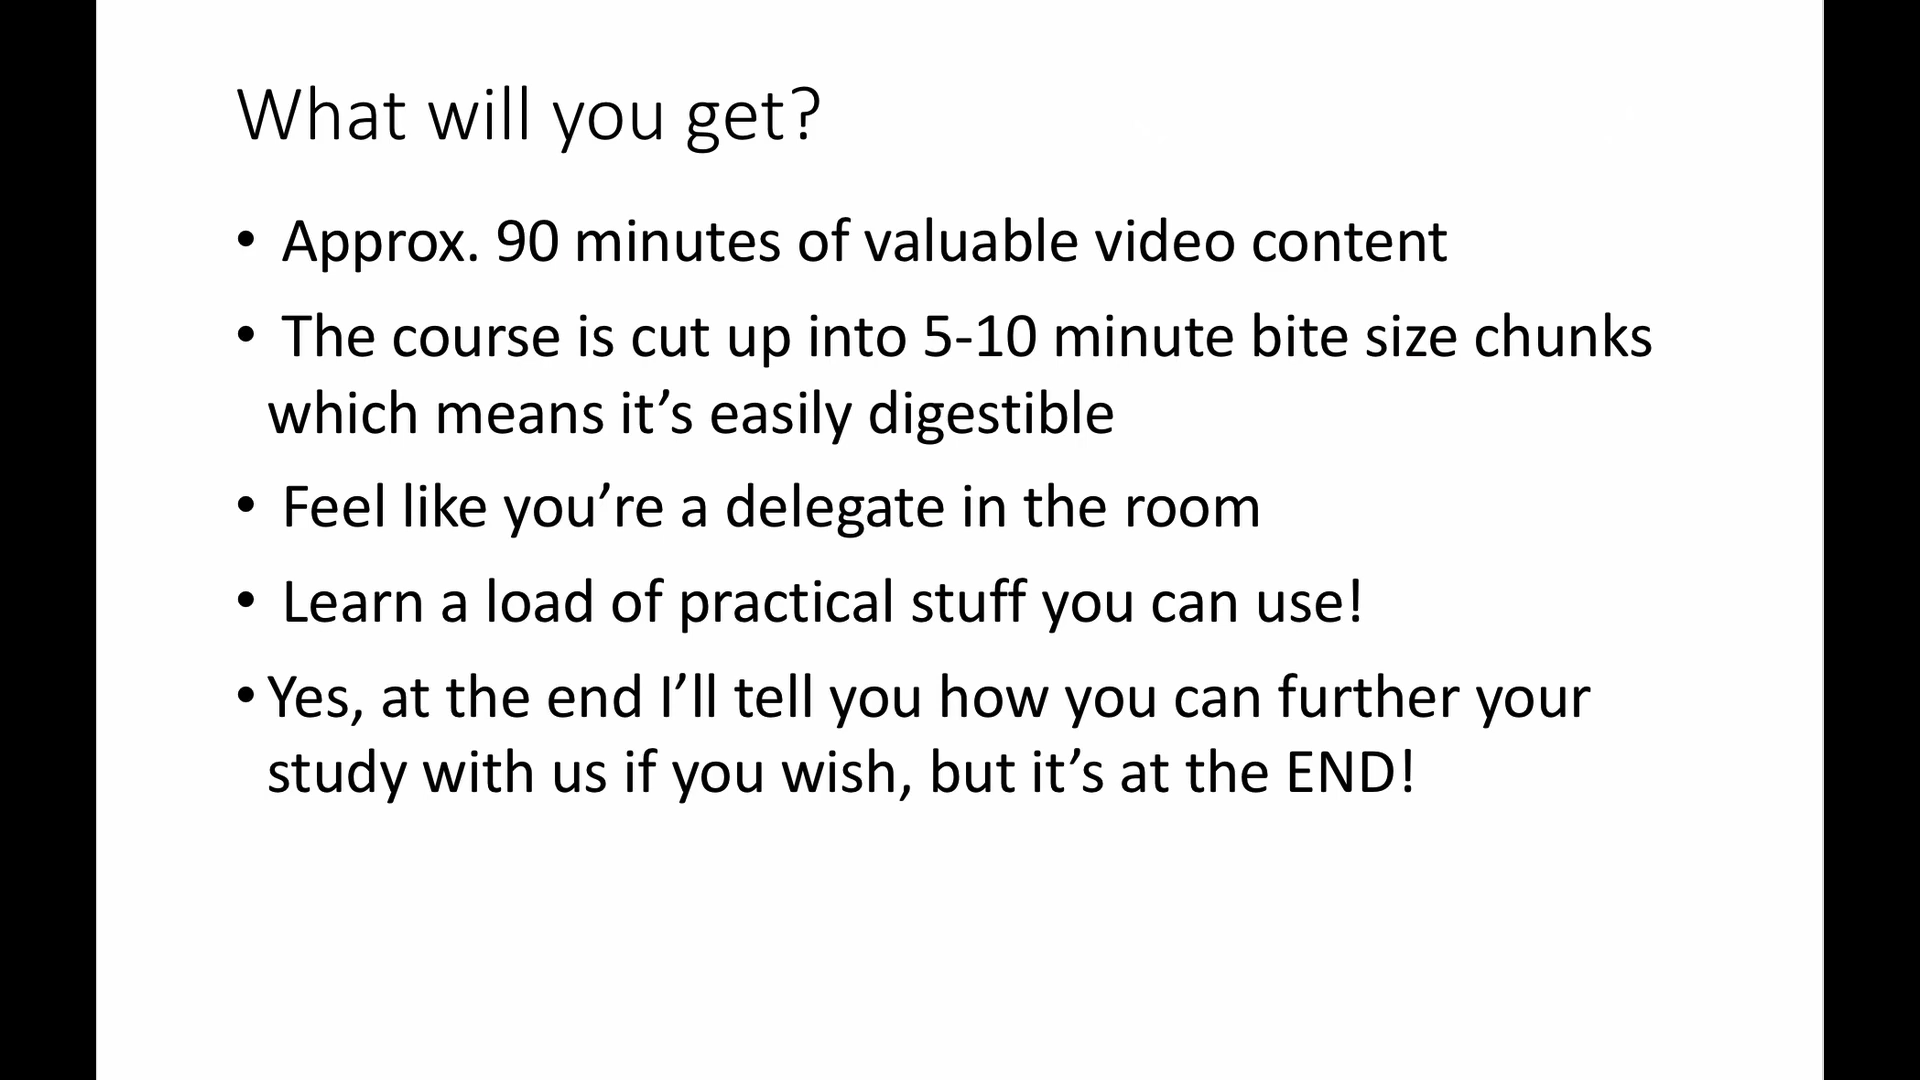 What will you get?
• Approx. 90 minutes of valuable video content
• The course is cut up into 5-10 minute bite size chunks
which means it’s easily digestible
• Feel like you’re a delegate in the room
• Learn a load of practical stuff you can use!
• Yes, at the end I’ll tell you how you can further your
study with us if you wish, but it’s at the END!